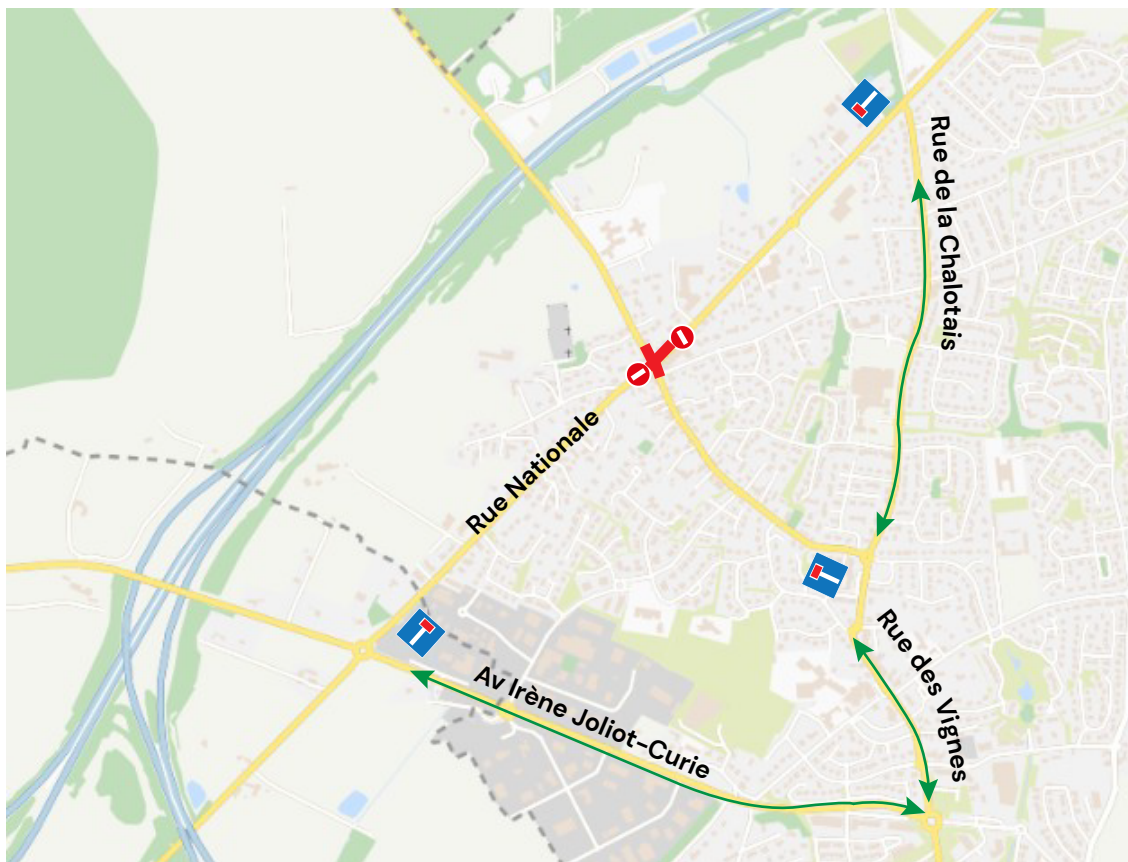 Rue de la Chalotais
Rue Nationale
Rue des Vignes
Av Irène Joliot-Curie